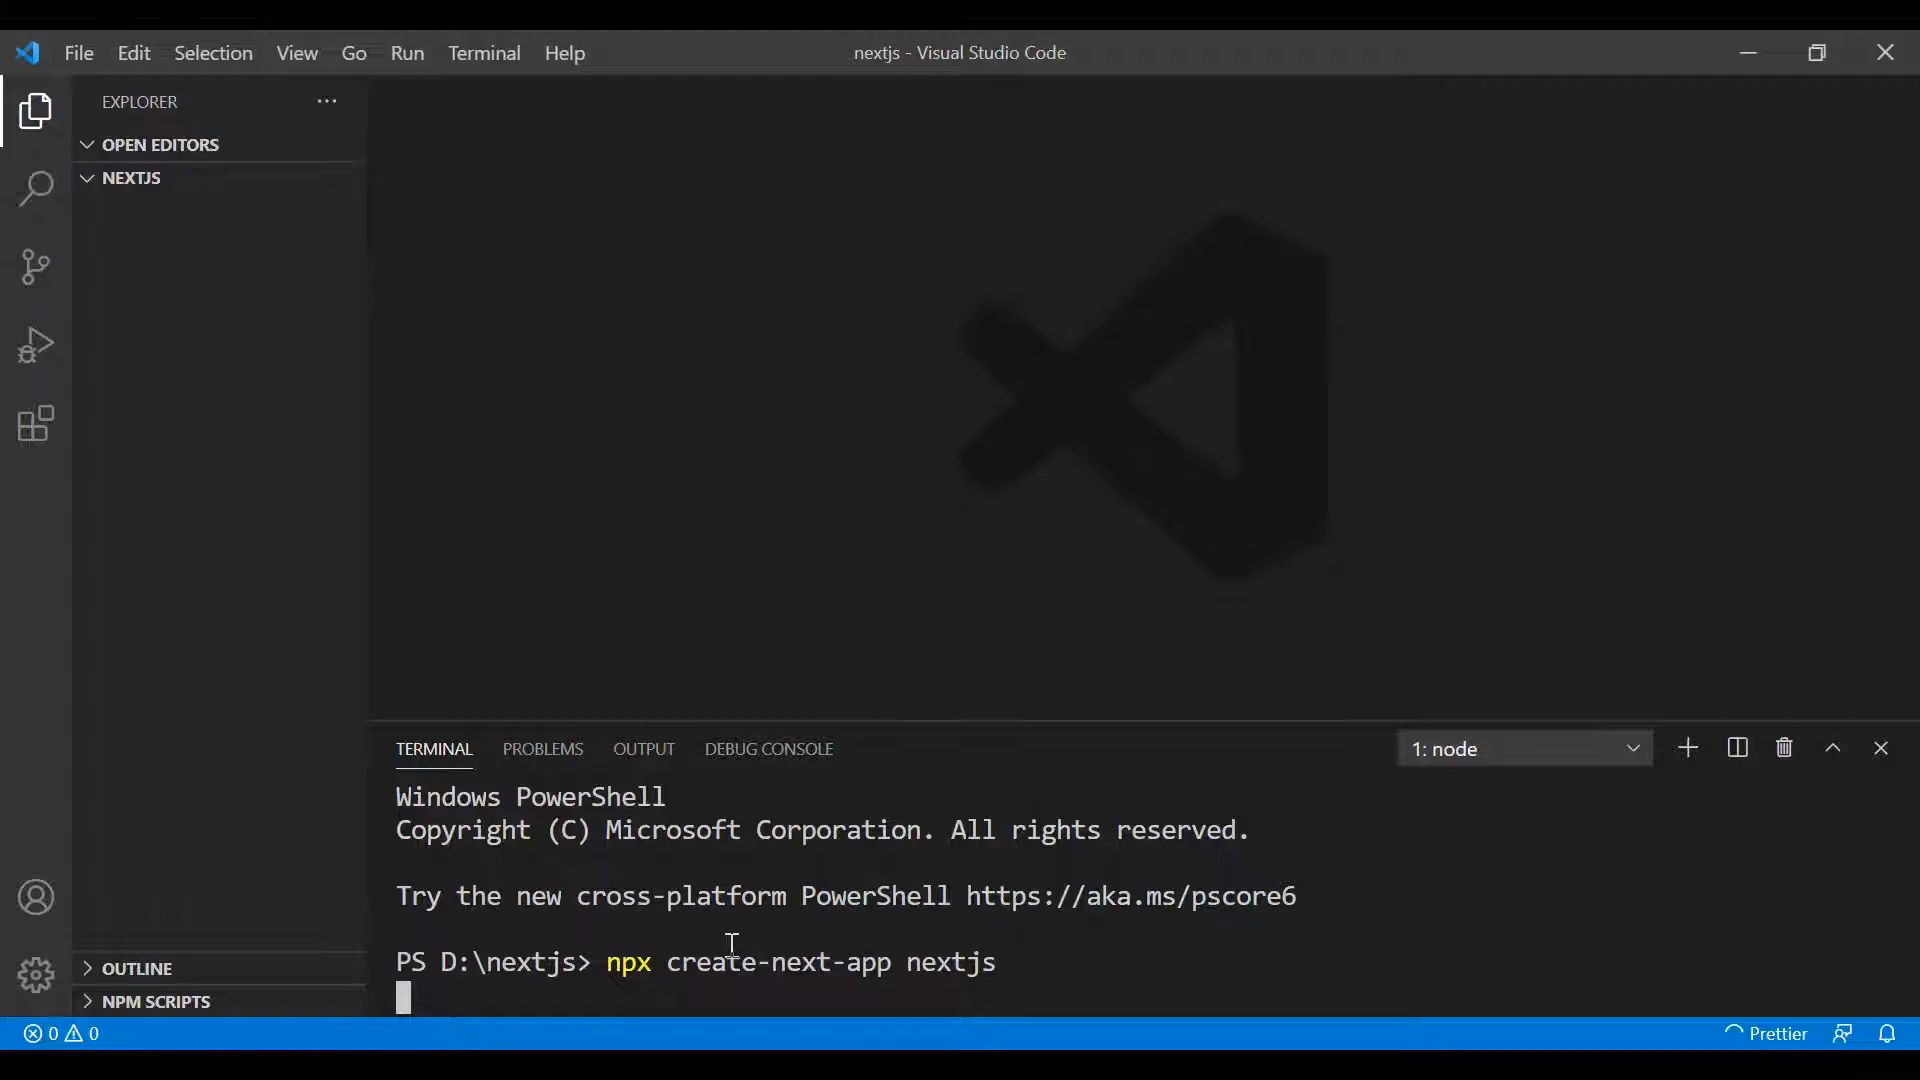 File Edit Selection View Go Run Terminal Help
nextjs - Visual Studio Code
EXPLORER
OPEN EDITORS
NEXTJS
TERMINAL PROBLEMS OUTPUT DEBUG CONSOLE
1: node
Windows PowerShell
Copyright (C) Microsoft Corporation. All rights reserved.
Try the new cross-platform PowerShell https://aka.ms/pscore6
PS D:\nextjs> npx create-next-app nextjs
OUTLINE
NPM SCRIPTS
0 0
Prettier